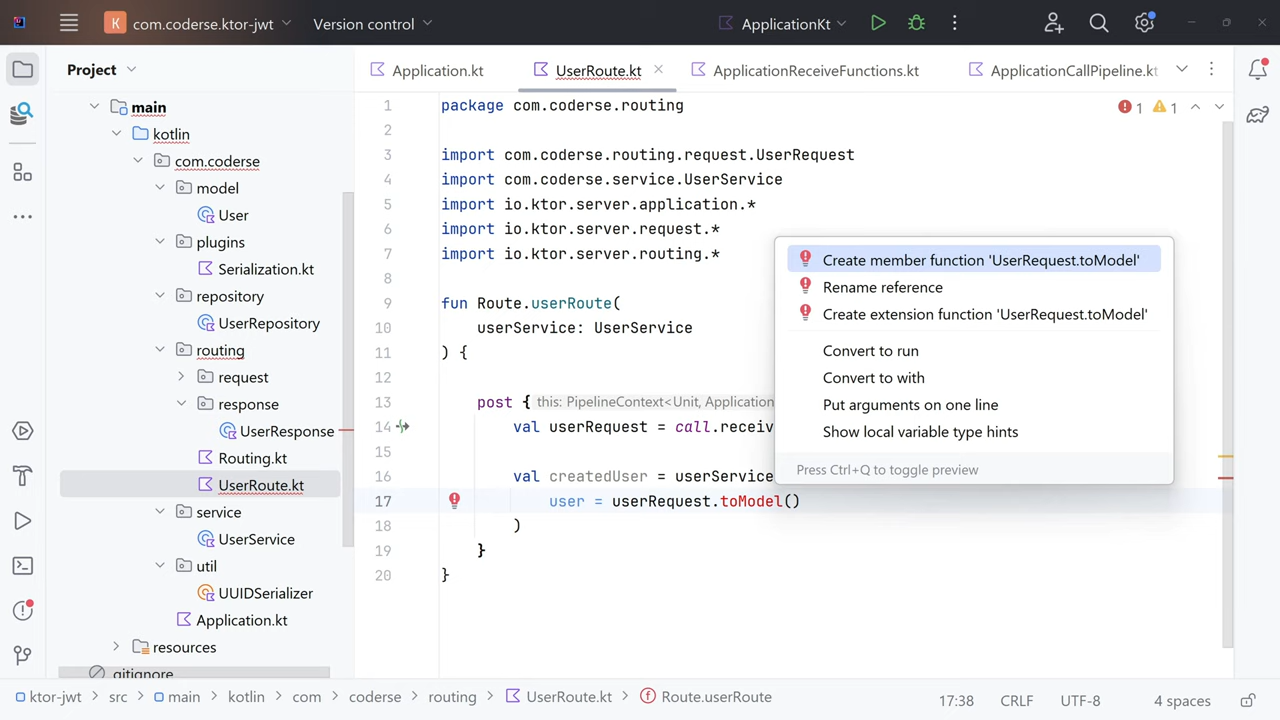 K com.coderse.ktor-jwt
Version control
ApplicationKt
Project
main
kotlin
com.coderse
model
User
plugins
Serialization.kt
repository
UserRepository
routing
request
response
UserResponse
Routing.kt
UserRoute.kt
service
UserService
util
UUIDSerializer
Application.kt
resources
.gitignore
Application.kt
UserRoute.kt
ApplicationReceiveFunctions.kt
ApplicationCallPipeline.kt
1 package com.coderse.routing
1 1
2
3 import com.coderse.routing.request.UserRequest
4 import com.coderse.service.UserService
5 import io.ktor.server.application.*
6 import io.ktor.server.request.*
7 import io.ktor.server.routing.*
8
9 fun Route.userRoute(
10 userService: UserService
11 ) {
12
13 post { this: PipelineContext<Unit, Application
14 val userRequest = call.receiv
15
16 val createdUser = userService
17 user = userRequest.toModel()
18 )
19 }
20 }
Create member function 'UserRequest.toModel'
Rename reference
Create extension function 'UserRequest.toModel'
Convert to run
Convert to with
Put arguments on one line
Show local variable type hints
Press Ctrl+Q to toggle preview
ktor-jwt > src > main > kotlin > com > coderse > routing > UserRoute.kt > Route.userRoute
17:38 CRLF UTF-8 4 spaces